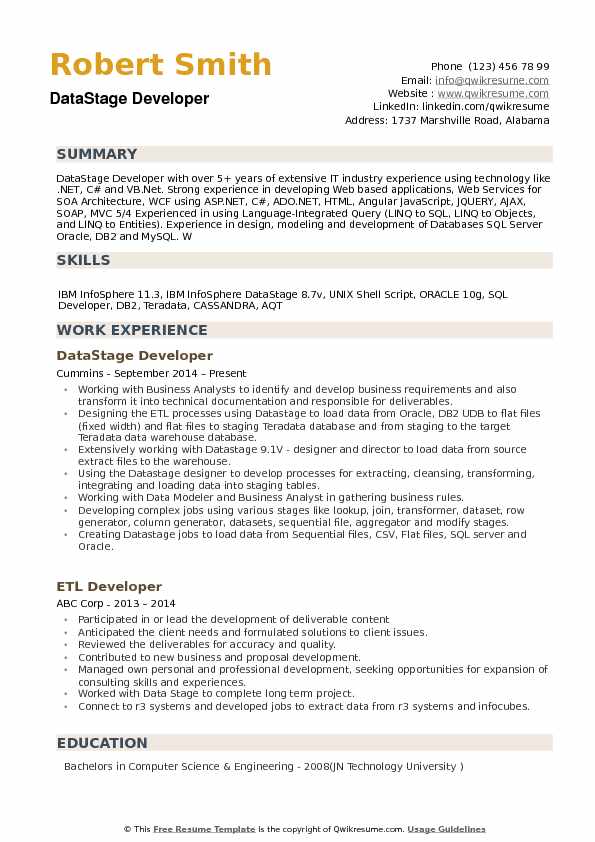 Robert Smith
DataStage Developer
Phone (123) 456 78 99
Email: info@qwikresume.com
Website : www.qwikresume.com
LinkedIn: linkedin.com/qwikresume
Address: 1737 Marshville Road, Alabama
SUMMARY
DataStage Developer with over 5+ years of extensive IT industry experience using technology like
.NET, C# and VB.Net. Strong experience in developing Web based applications, Web Services for
SOA Architecture, WCF using ASP.NET, C#, ADO.NET, HTML, Angular JavaScript, JQUERY, AJAX,
SOAP, MVC 5/4 Experienced in using Language-Integrated Query (LINQ to SQL, LINQ to Objects,
and LINQ to Entities). Experience in design, modeling and development of Databases SQL Server
Oracle, DB2 and MySQL. W
SKILLS
IBM InfoSphere 11.3, IBM InfoSphere DataStage 8.7v, UNIX Shell Script, ORACLE 10g, SQL
Developer, DB2, Teradata, CASSANDRA, AQT
WORK EXPERIENCE
DataStage Developer
Cummins - September 2014 – Present
• Working with Business Analysts to identify and develop business requirements and also
transform it into technical documentation and responsible for deliverables.
• Designing the ETL processes using Datastage to load data from Oracle, DB2 UDB to flat files
(fixed width) and flat files to staging Teradata database and from staging to the target
Teradata data warehouse database.
• Extensively working with Datastage 9.1V - designer and director to load data from source
extract files to the warehouse.
• Using the Datastage designer to develop processes for extracting, cleansing, transforming,
integrating and loading data into staging tables.
• Working with Data Modeler and Business Analyst in gathering business rules.
• Developing complex jobs using various stages like lookup, join, transformer, dataset, row
generator, column generator, datasets, sequential file, aggregator and modify stages.
• Creating Datastage jobs to load data from Sequential files, CSV, Flat files, SQL server and
Oracle.
ETL Developer
ABC Corp - 2013 – 2014
• Participated in or lead the development of deliverable content
• Anticipated the client needs and formulated solutions to client issues.
• Reviewed the deliverables for accuracy and quality.
• Contributed to new business and proposal development.
• Managed own personal and professional development, seeking opportunities for expansion of
consulting skills and experiences.
• Worked with Data Stage to complete long term project.
• Connect to r3 systems and developed jobs to extract data from r3 systems and infocubes.
EDUCATION
Bachelors in Computer Science & Engineering - 2008(JN Technology University )
© This Free Resume Template is the copyright of Qwikresume.com. Usage Guidelines